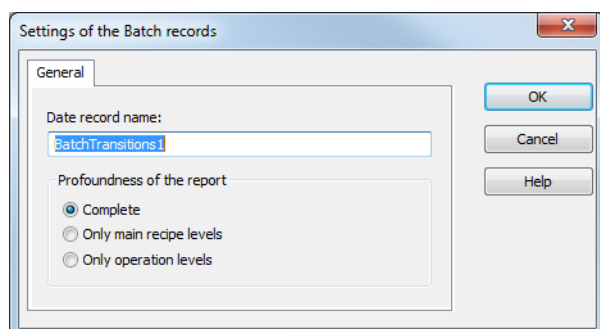 Settings of the Batch records
General
Date record name:
BatchTransitions1
Profoundness of the report
Complete
Only main recipe levels
Only operation levels
OK
Cancel
Help